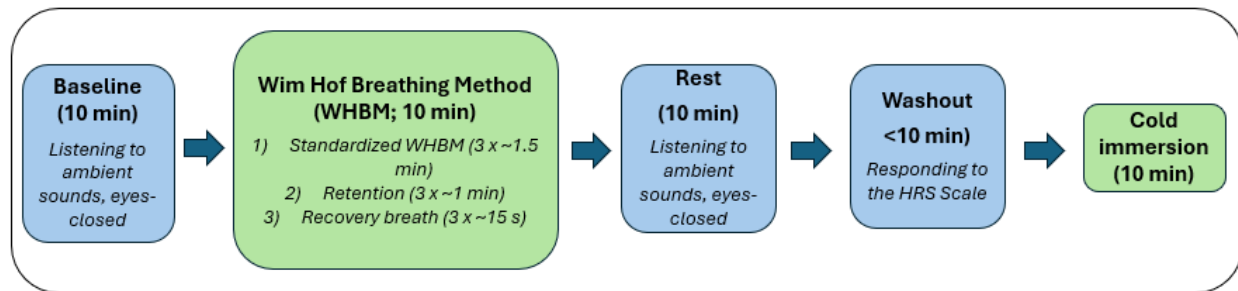 Baseline
(10 min)
Listening to
ambient
sounds, eyes-
closed
Wim Hof Breathing Method
(WHBM; 10 min)
1) Standardized WHBM (3 x ~1.5
min)
2) Retention (3 x ~1 min)
3) Recovery breath (3 x ~15 s)
Rest
(10 min)
Listening to
ambient
sounds, eyes-
closed
Washout
<10 min)
Responding to
the HRS Scale
Cold
immersion
(10 min)